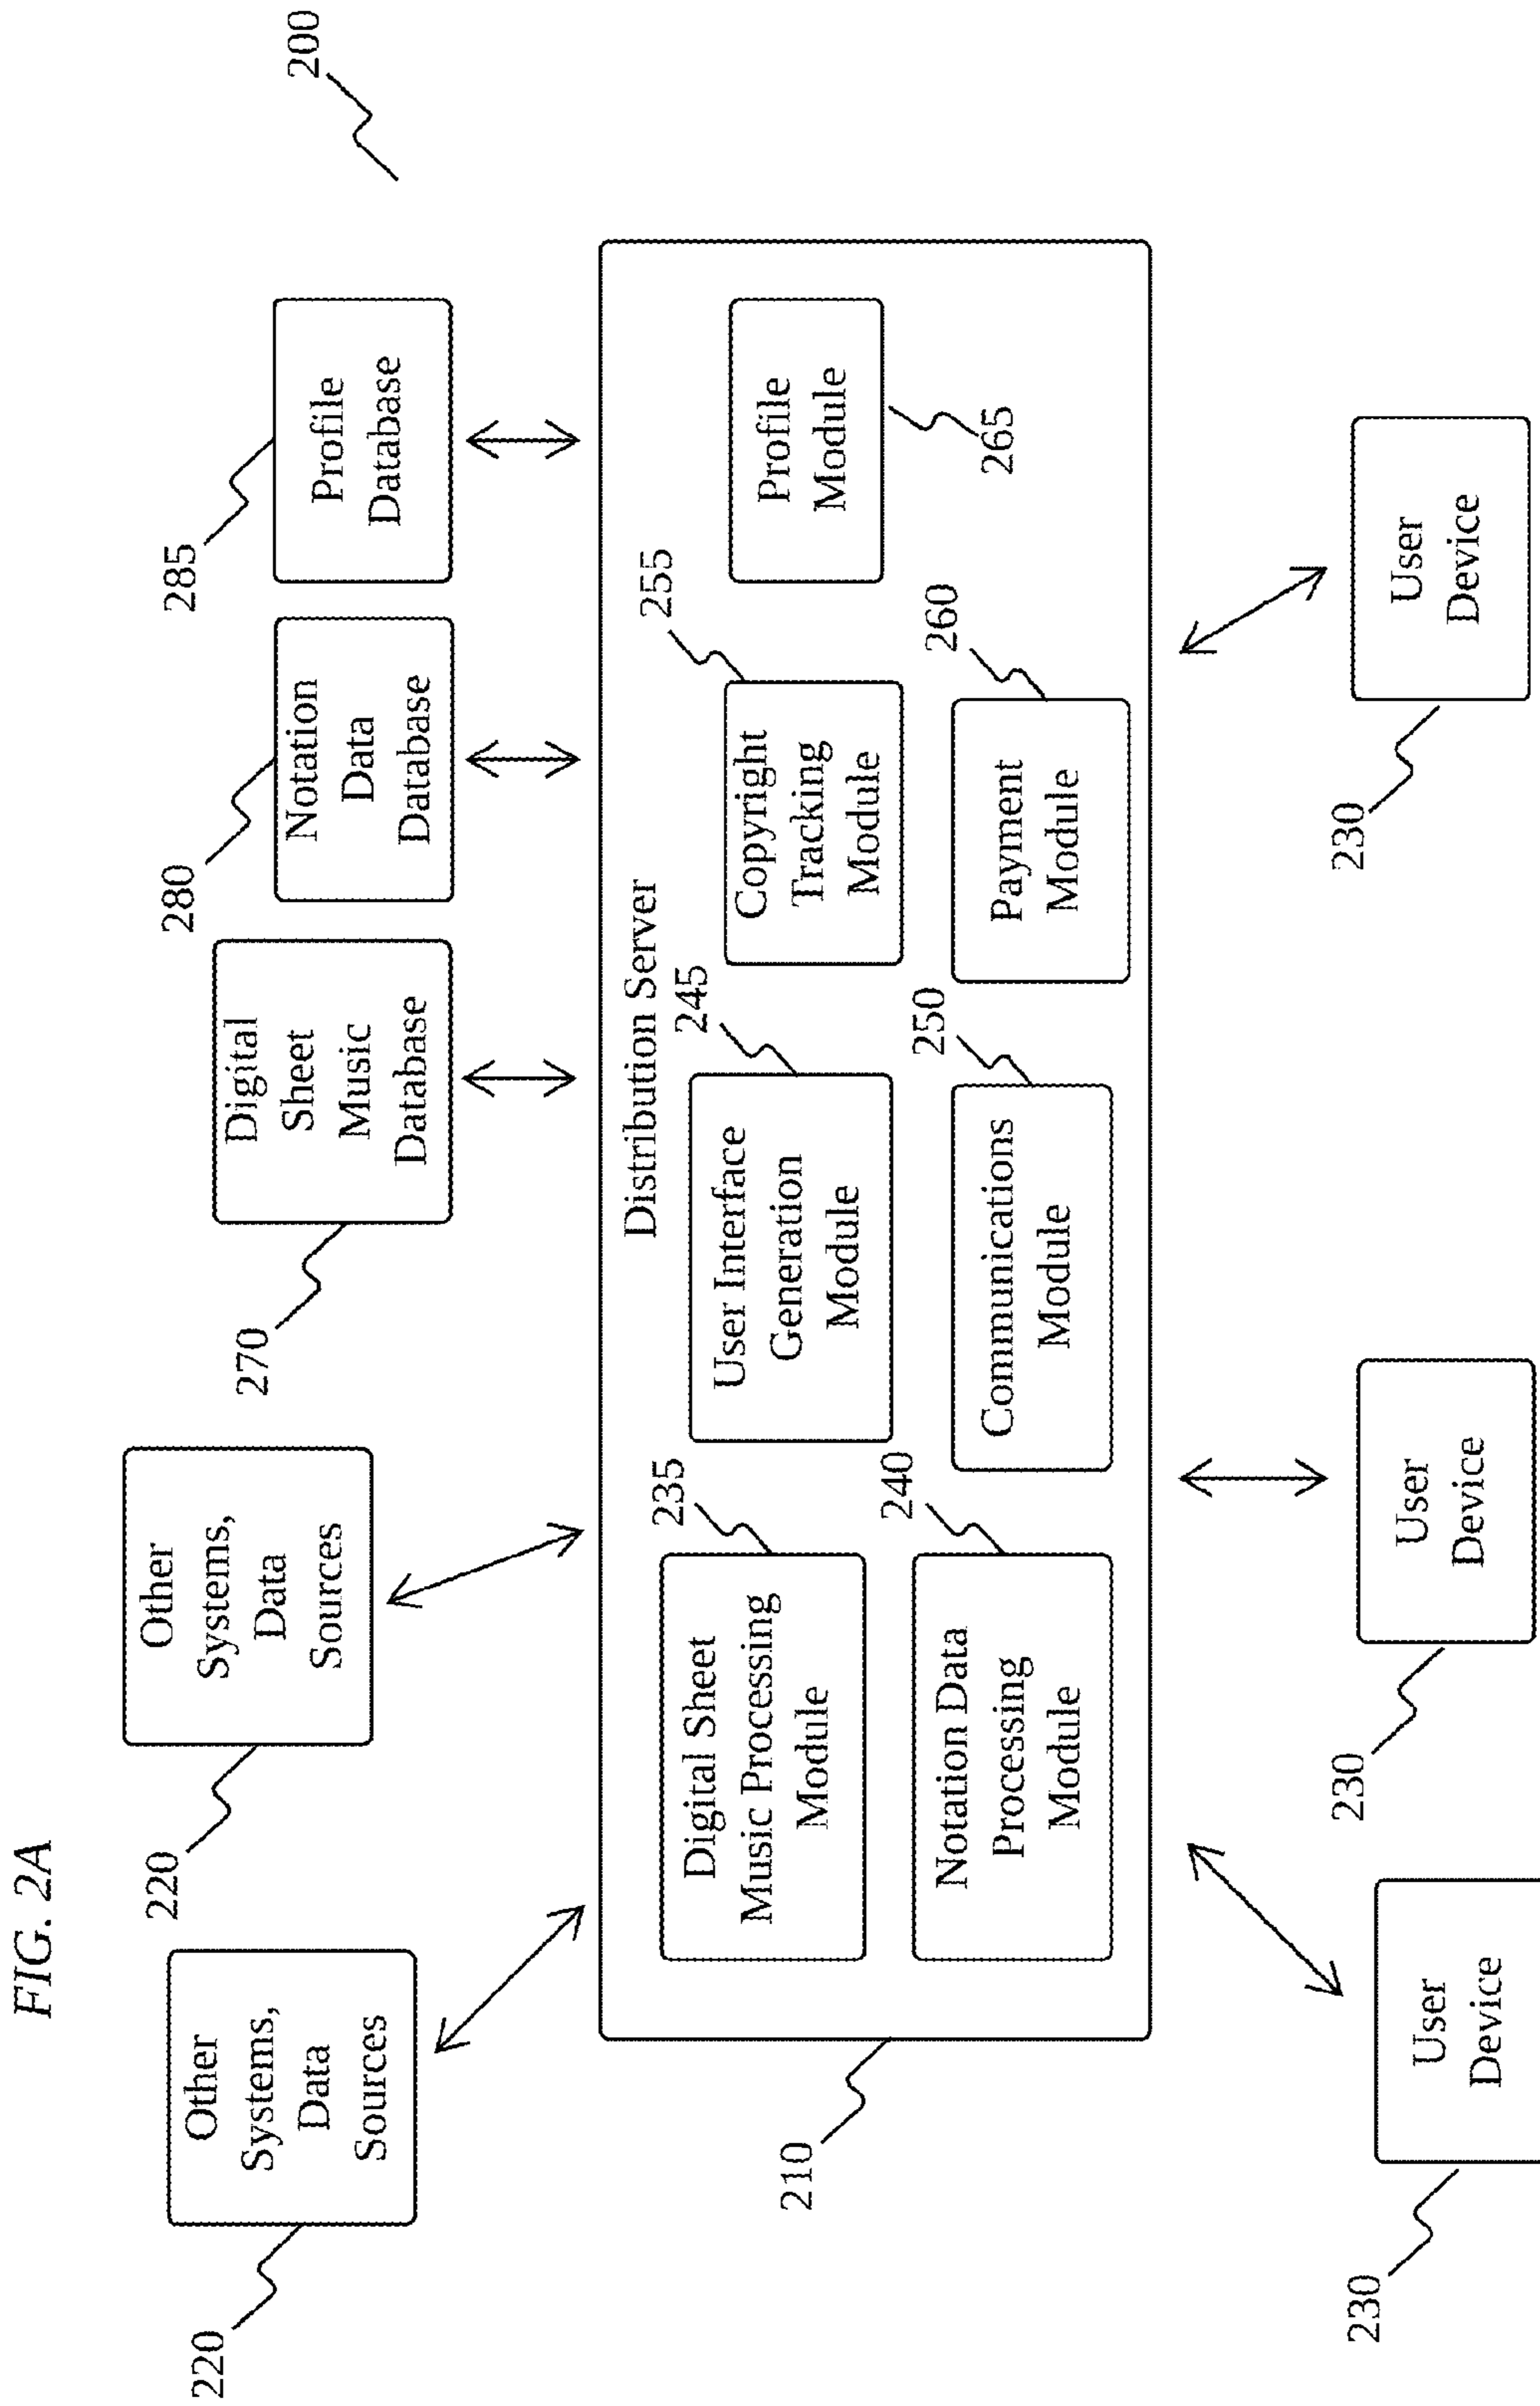 FIG. 2A
200
220
Other
Systems,
Data
Sources
220
Other
Systems,
Data
Sources
270
Digital
Sheet
Music
Database
280
Notation
Data
Database
285
Profile
Database
210
Distribution Server
235
Digital Sheet
Music Processing
Module
245
User Interface
Generation
Module
255
Copyright
Tracking
Module
Profile
Module
265
240
Notation Data
Processing
Module
250
Communications
Module
260
Payment
Module
230
User
Device
230
User
Device
230
User
Device